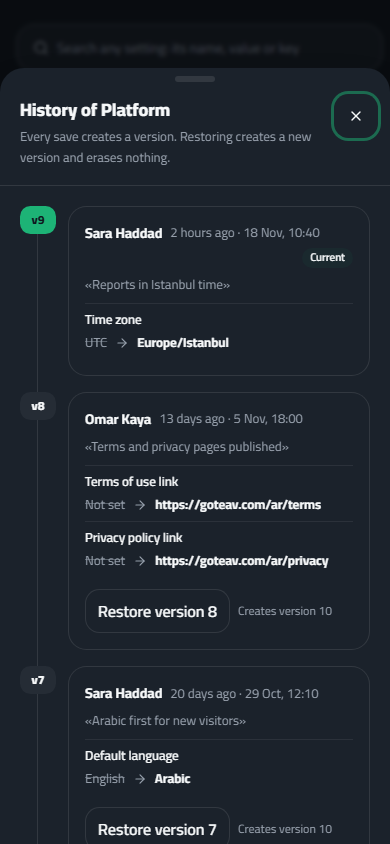 Search any setting: its name, value or key
History of Platform
Every save creates a version. Restoring creates a new
version and erases nothing.
v9
Sara Haddad 2 hours ago · 18 Nov, 10:40
Current
«Reports in Istanbul time»
Time zone
UTC → Europe/Istanbul
v8
Omar Kaya 13 days ago · 5 Nov, 18:00
«Terms and privacy pages published»
Terms of use link
Not set → https://goteav.com/ar/terms
Privacy policy link
Not set → https://goteav.com/ar/privacy
Restore version 8 Creates version 10
v7
Sara Haddad 20 days ago · 29 Oct, 12:10
«Arabic first for new visitors»
Default language
English → Arabic
Restore version 7 Creates version 10